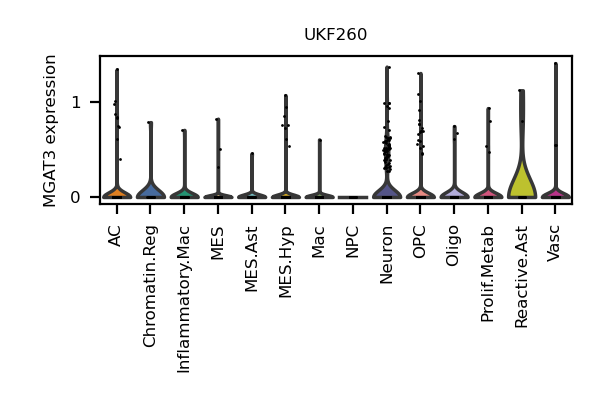 UKF260
MGAT3 expression
1
0
AC
Chromatin.Reg
Inflammatory.Mac
MES
MES.Ast
MES.Hyp
Mac
NPC
Neuron
OPC
Oligo
Prolif.Metab
Reactive.Ast
Vasc